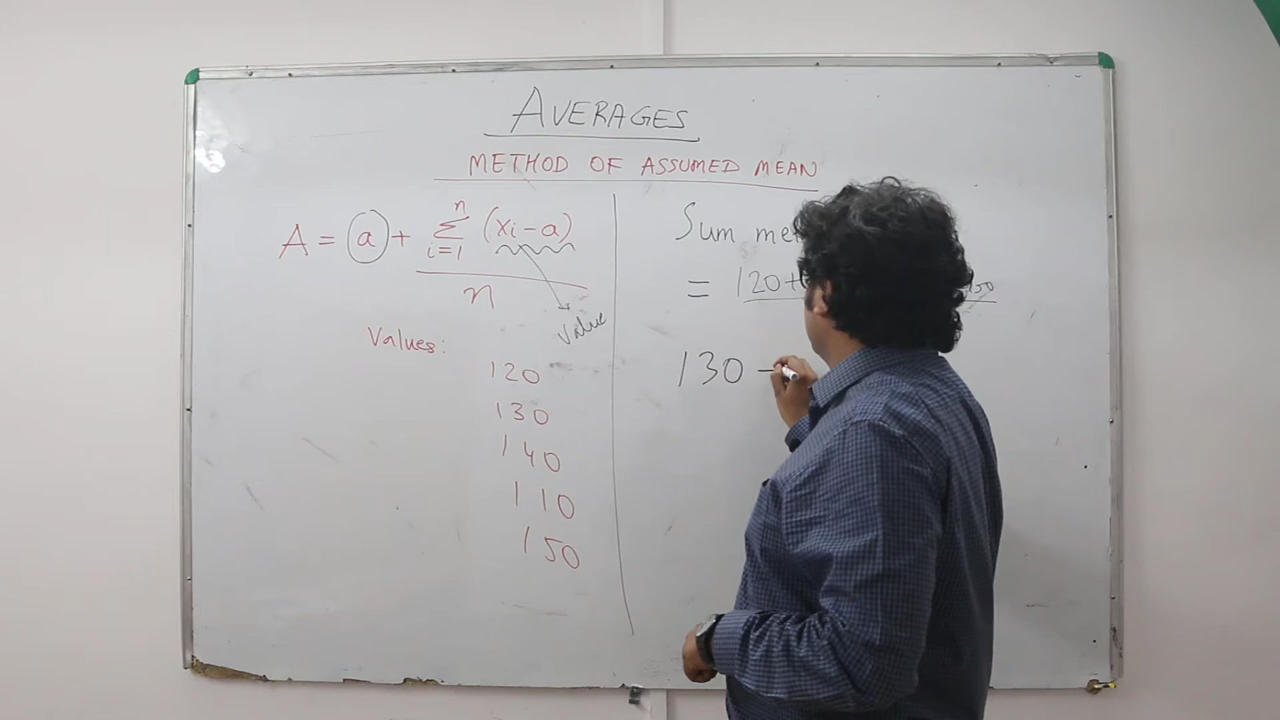 AVERAGES
METHOD OF ASSUMED MEAN
A = a + n Σ i=1 (xi - a)
n
Value
Values:
120
130
140
110
150
Sum
= 120+
130 -